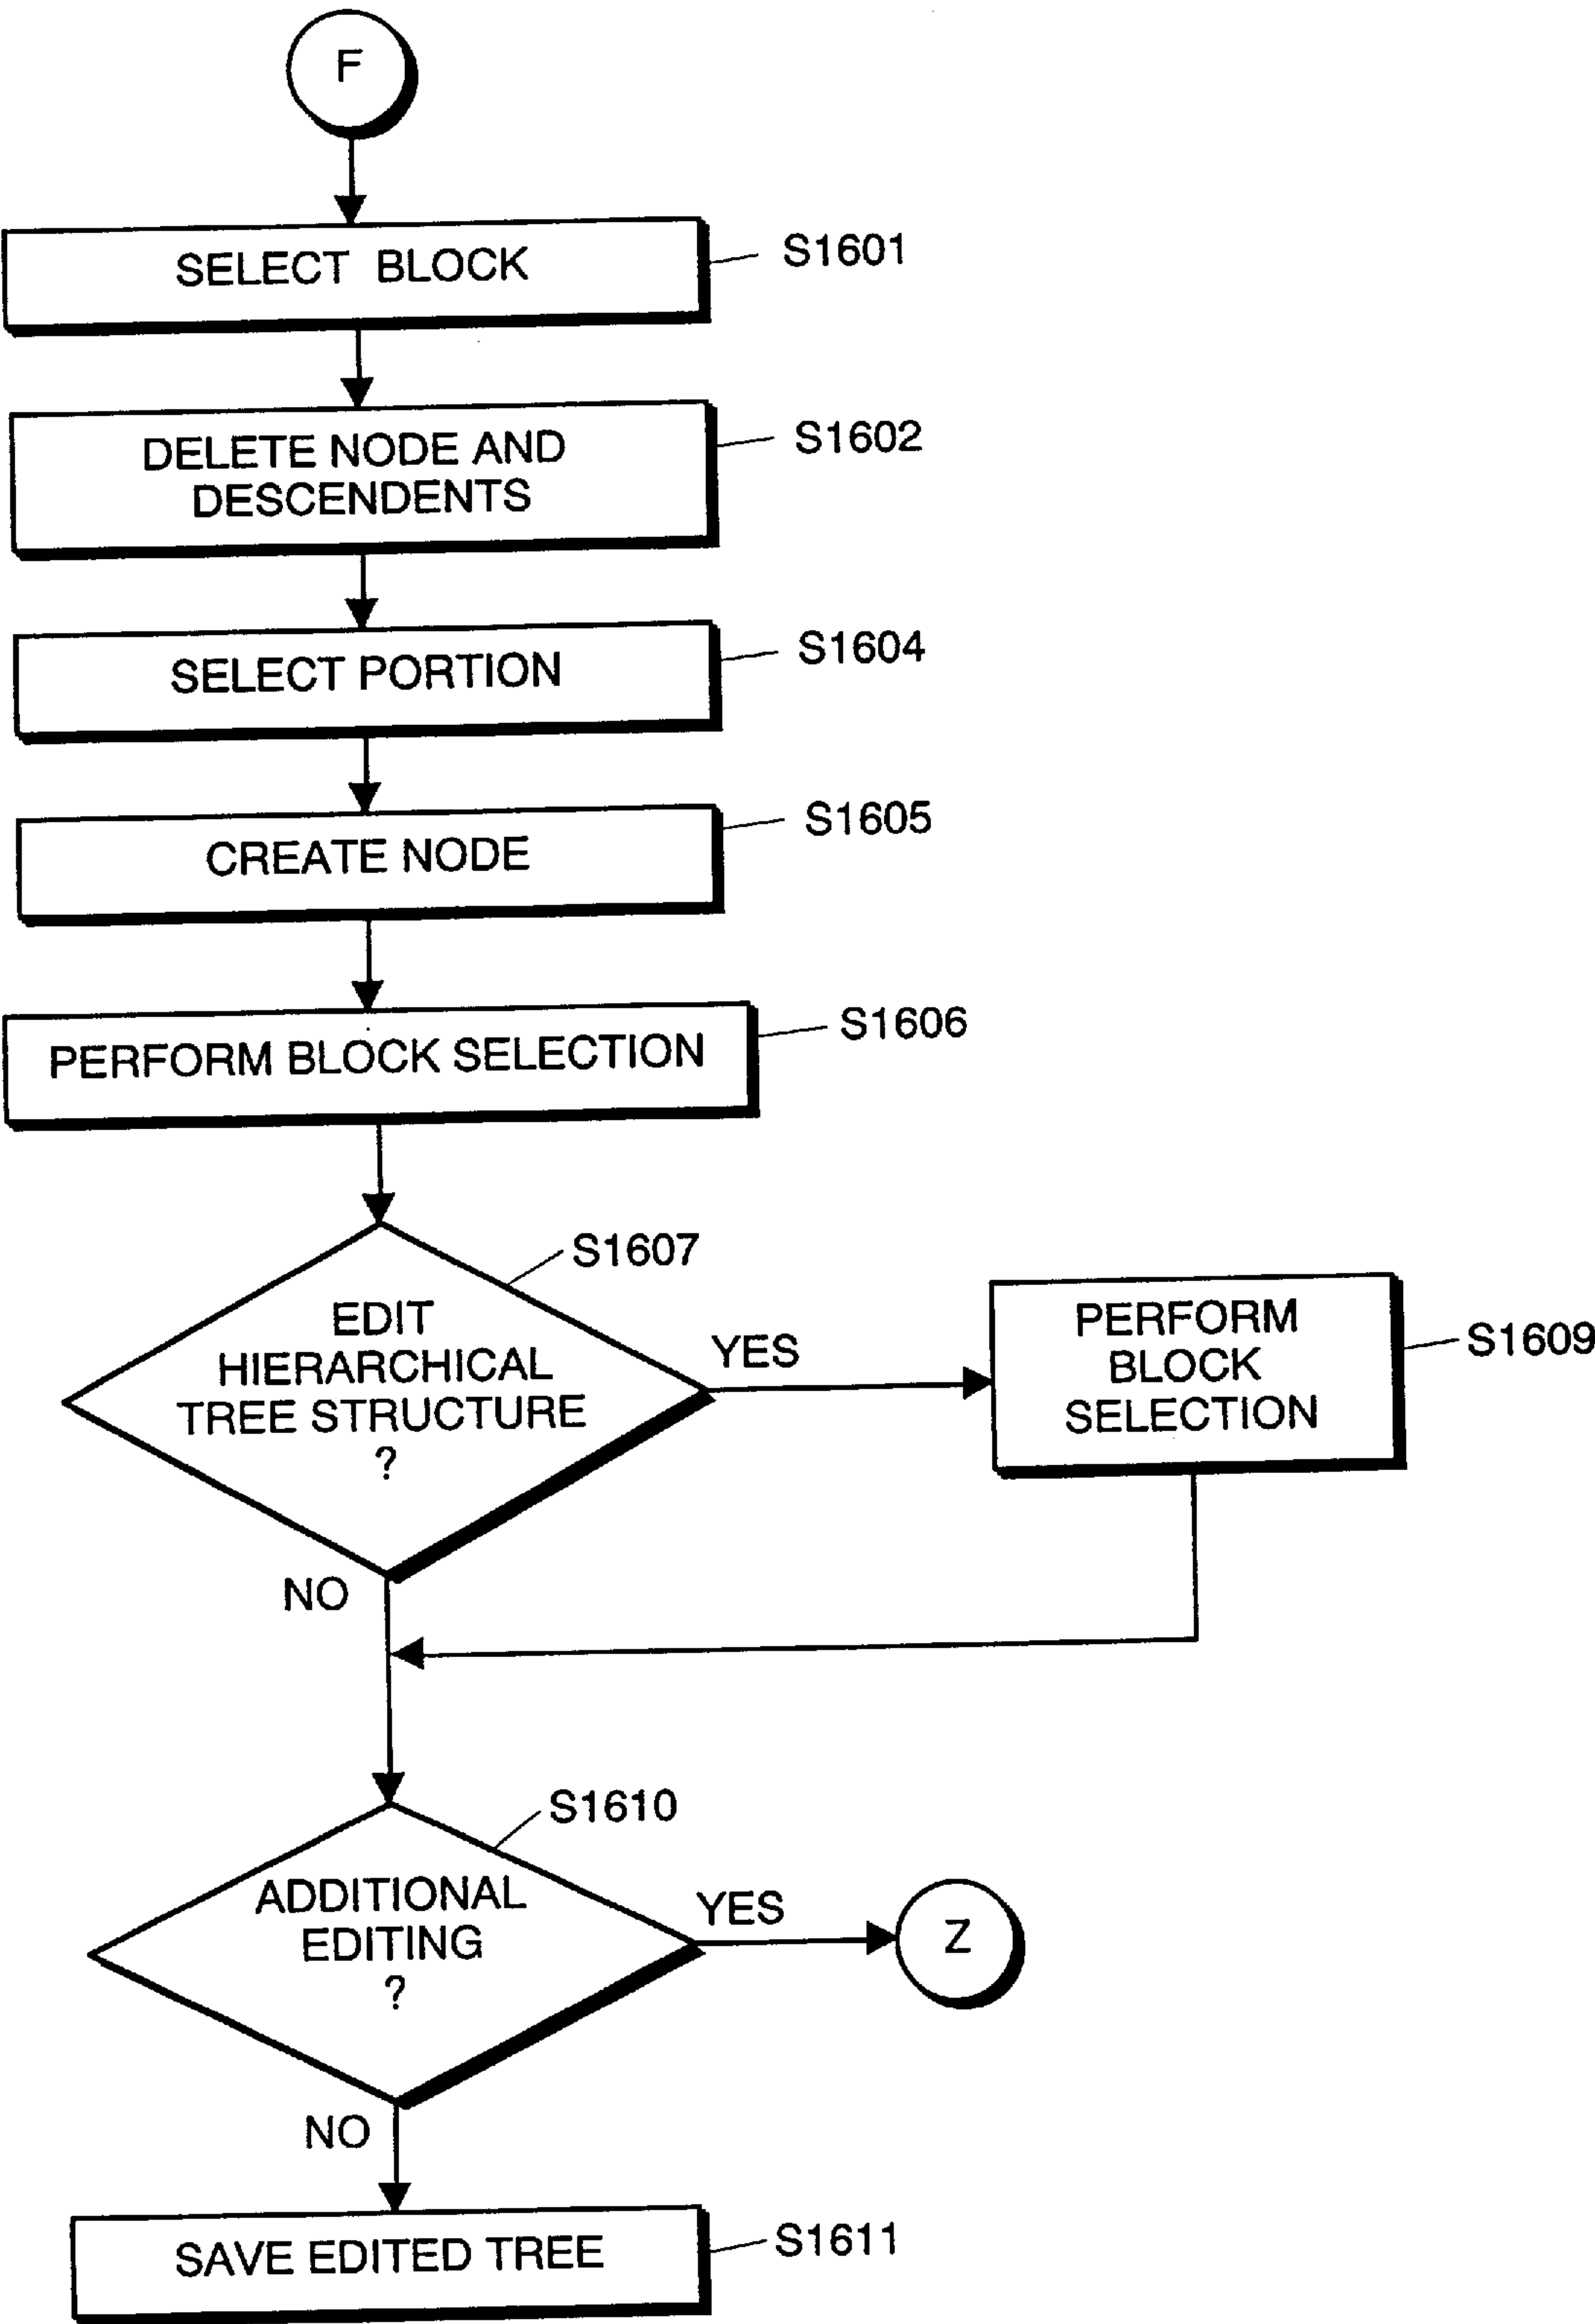 F
SELECT BLOCK
S1601
DELETE NODE AND
DESCENDENTS
S1602
SELECT PORTION
S1604
CREATE NODE
S1605
PERFORM BLOCK SELECTION
S1606
S1607
EDIT
HIERARCHICAL
TREE STRUCTURE
?
YES
NO
PERFORM
BLOCK
SELECTION
S1609
S1610
ADDITIONAL
EDITING
?
YES
Z
NO
SAVE EDITED TREE
S1611